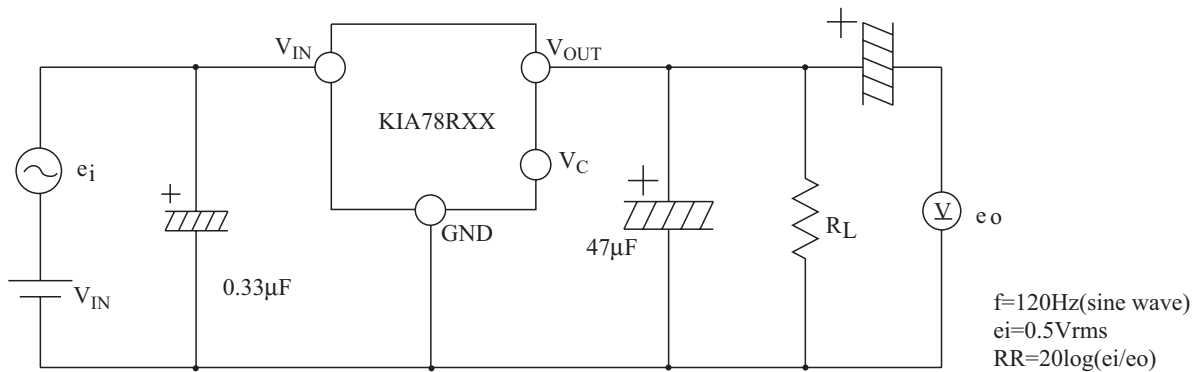 +
V_IN
V_OUT
KIA78RXX
e_i
V_C
+
+
GND
V
eo
R_L
47μF
0.33μF
V_IN
f=120Hz(sine wave)
ei=0.5Vrms
RR=20log(ei/eo)